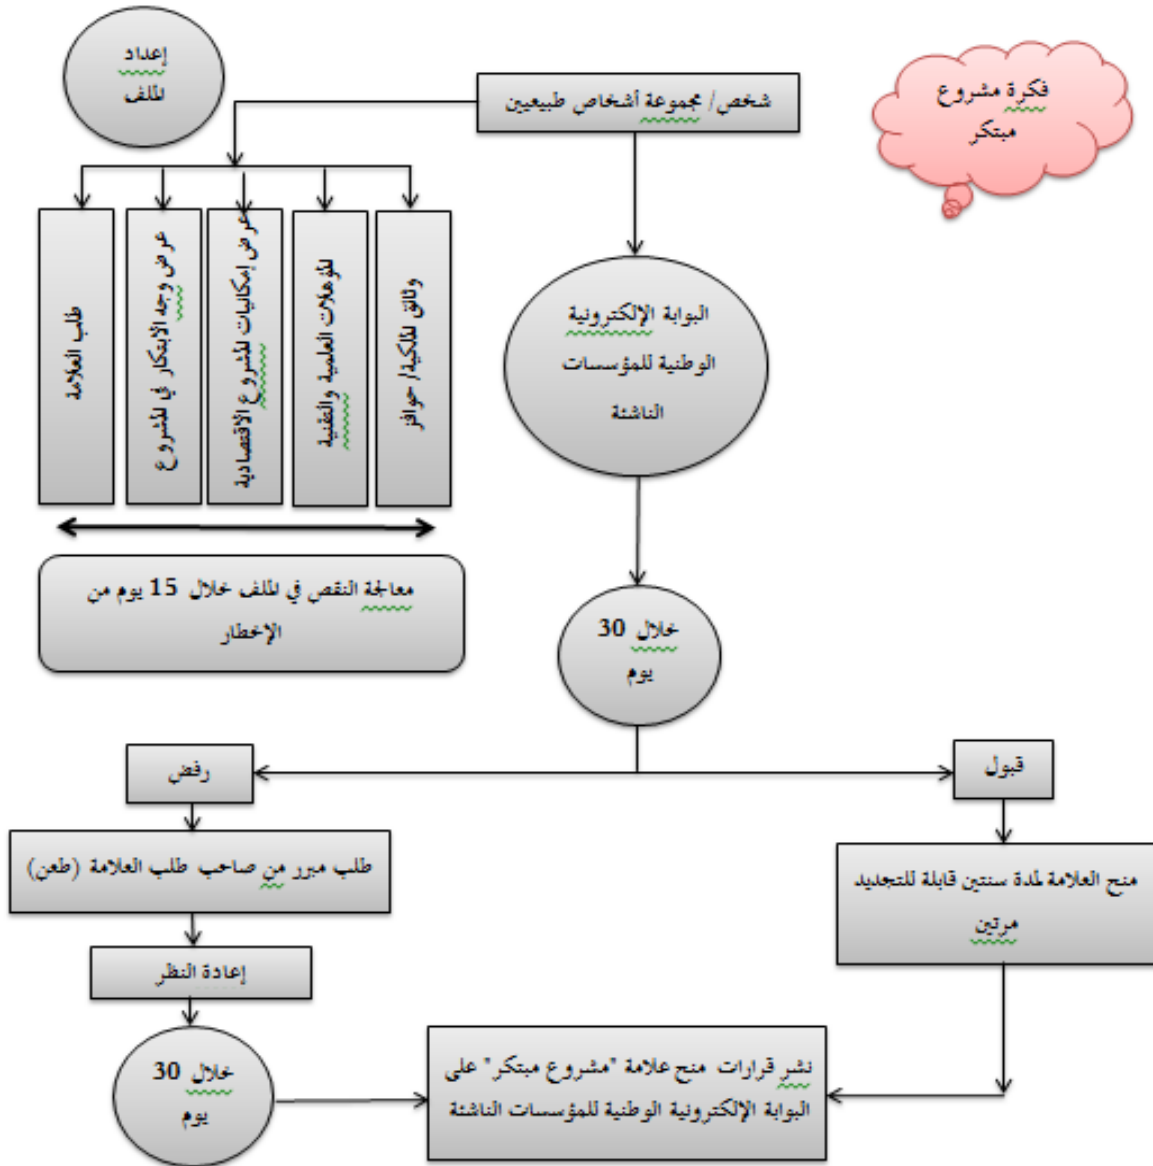 إعداد
الملف
شخص/ مجموعة أشخاص طبيعيين
فكرة مشروع
مبتكر
وثائق الملكية/ حوافز
المؤهلات العلمية والتقنية
عرض إمكانيات المشروع الاقتصادية
عرض وجه الابتكار في المشروع
طلب العلامة
البوابة الإلكترونية
الوطنية للمؤسسات
الناشئة
معالجة النقص في الملف خلال 15 يوم من
الإخطار
خلال 30
يوم
قبول
رفض
منح العلامة لمدة سنتين قابلة للتجديد
مرتين
طلب مبرر من صاحب طلب العلامة (طعن)
إعادة النظر
خلال 30
يوم
نشر قرارات منح علامة "مشروع مبتكر" على
البوابة الإلكترونية الوطنية للمؤسسات الناشئة